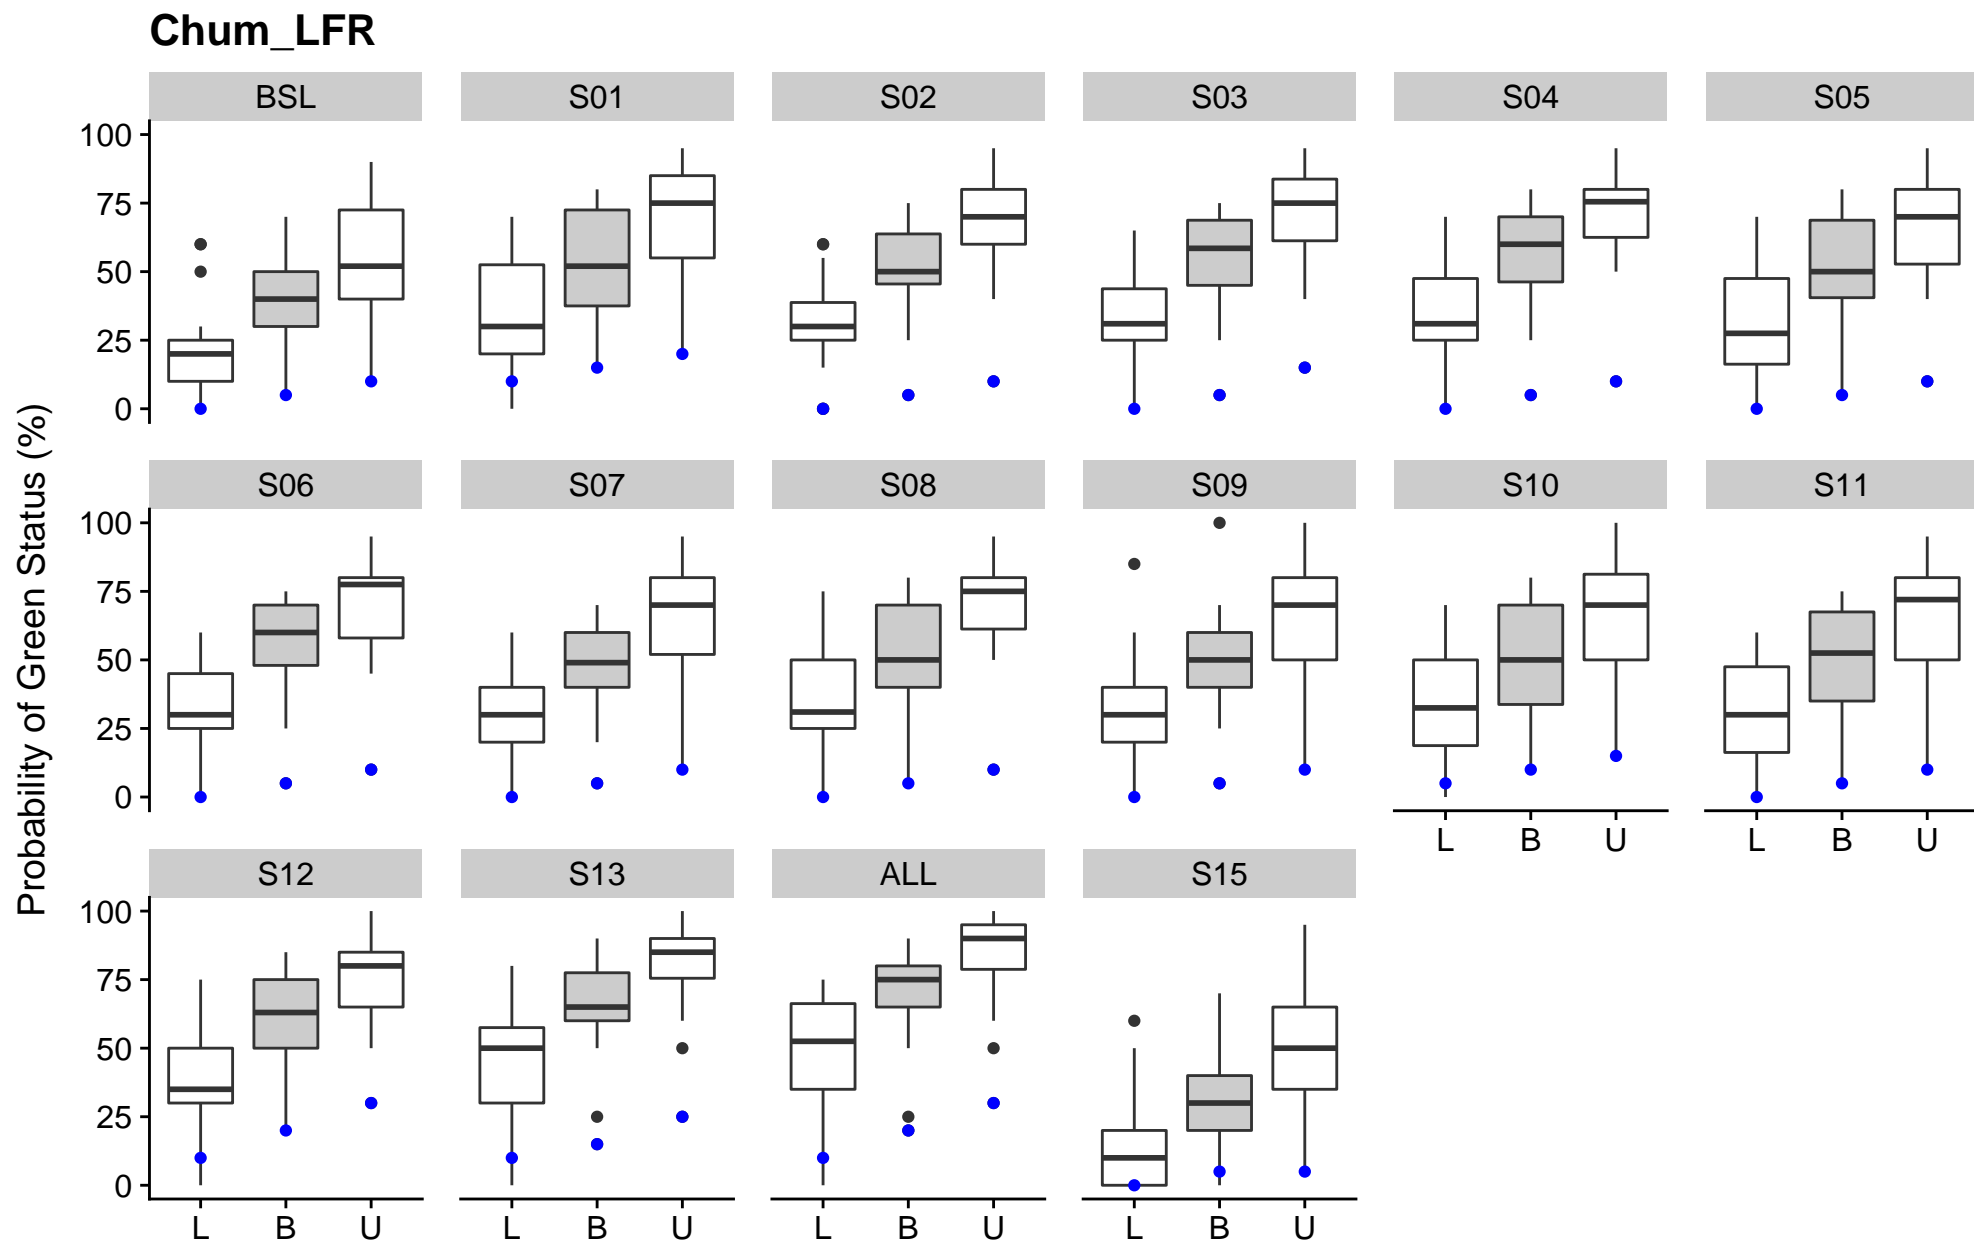 Chum_LFR
BSL S01 S02 S03 S04 S05
100
75
50
25
0
S06 S07 S08 S09 S10 S11
100
75
50
25
0
L B U L B U
S12 S13 ALL S15
100
75
50
25
0
L B U L B U L B U L B U
Probability of Green Status (%)